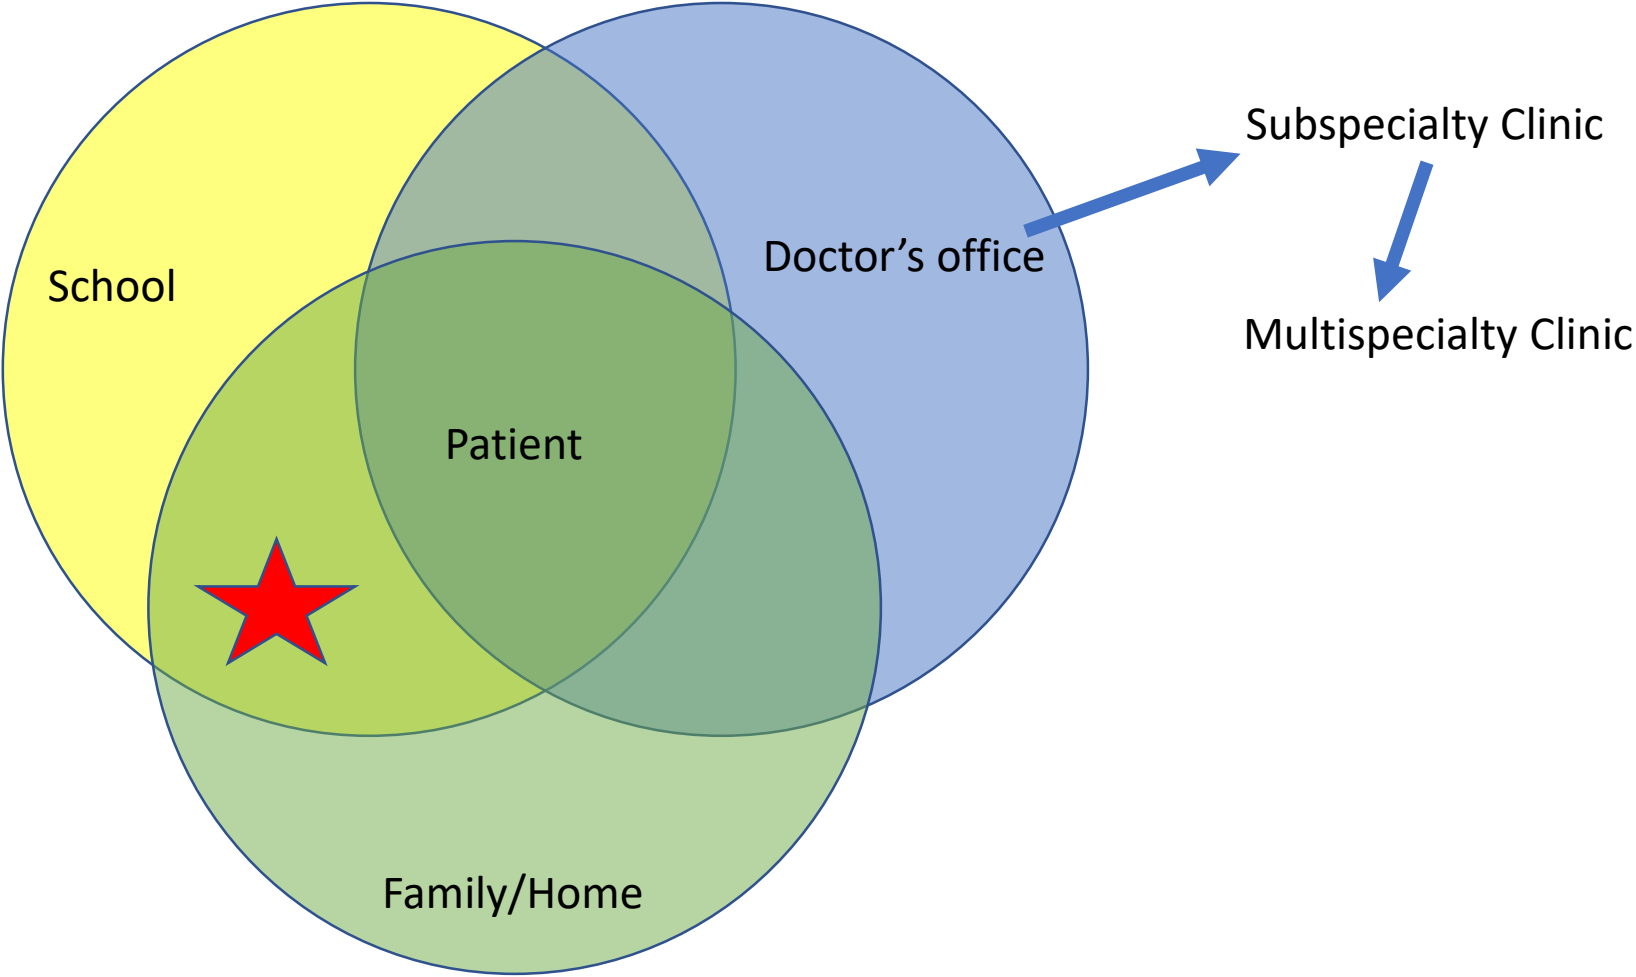 Subspecialty Clinic
School
Doctor’s office
Multispecialty Clinic
Patient
Family/Home